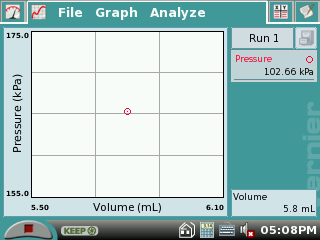 File Graph Analyze
175.0
Run 1
Pressure
102.66 kPa
Pressure (kPa)
155.0
5.50
Volume (mL)
6.10
Volume
5.8 mL
ernier
KEEP
05:08PM